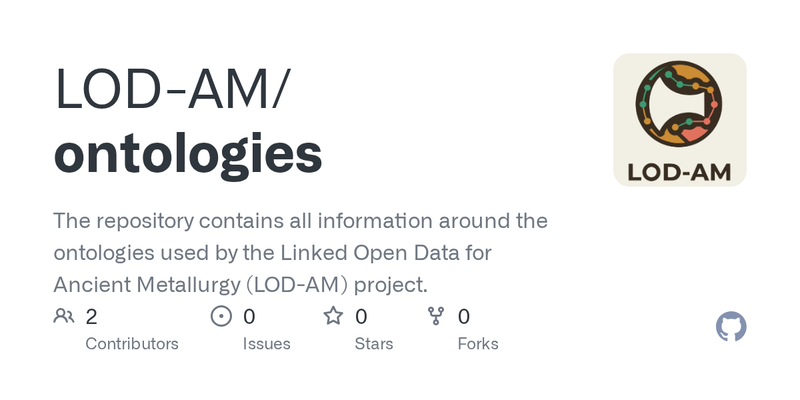 LOD-AM/
ontologies
LOD-AM
The repository contains all information around the
ontologies used by the Linked Open Data for
Ancient Metallurgy (LOD-AM) project.
2
Contributors
0
Issues
0
Stars
0
Forks